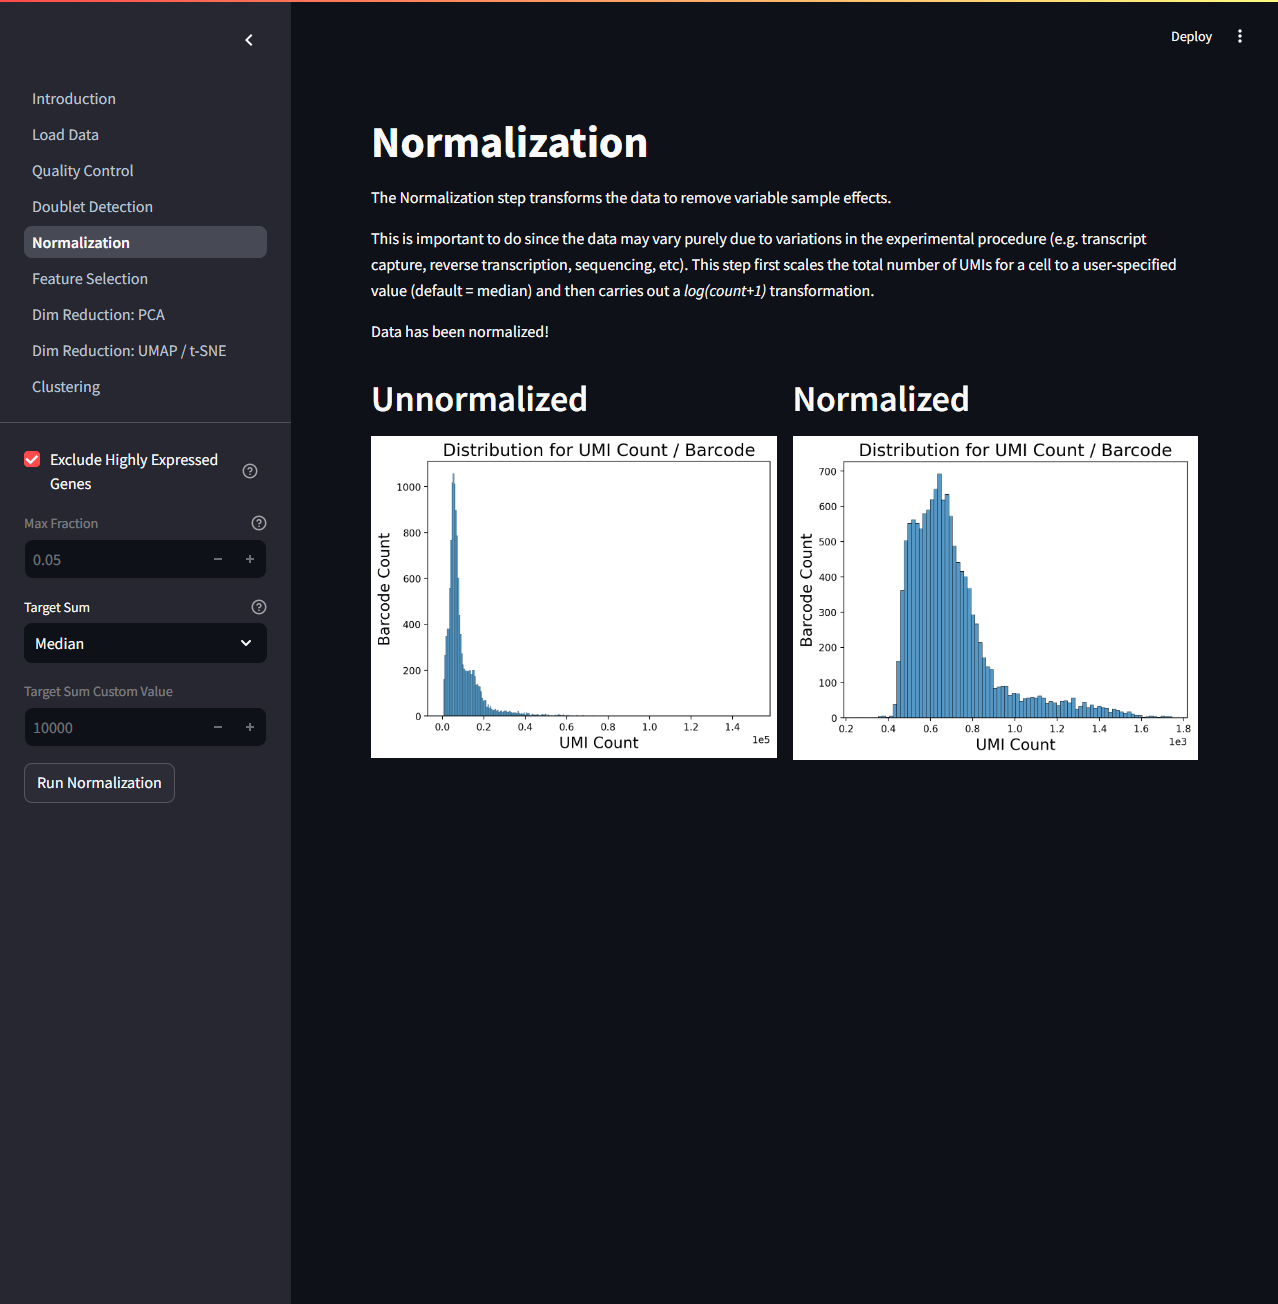 Deploy
Introduction
Load Data
Quality Control
Doublet Detection
Normalization
Feature Selection
Dim Reduction: PCA
Dim Reduction: UMAP / t-SNE
Clustering
Exclude Highly Expressed
Genes
Max Fraction
0.05
Target Sum
Median
Target Sum Custom Value
10000
Run Normalization
Normalization
The Normalization step transforms the data to remove variable sample effects.
This is important to do since the data may vary purely due to variations in the experimental procedure (e.g. transcript
capture, reverse transcription, sequencing, etc). This step first scales the total number of UMIs for a cell to a user-specified
value (default = median) and then carries out a log(count+1) transformation.
Data has been normalized!
Unnormalized
Distribution for UMI Count / Barcode
Barcode Count
1000
800
600
400
200
0
0.0 0.2 0.4 0.6 0.8 1.0 1.2 1.4
UMI Count
1e5
Normalized
Distribution for UMI Count / Barcode
Barcode Count
700
600
500
400
300
200
100
0
0.2 0.4 0.6 0.8 1.0 1.2 1.4 1.6 1.8
UMI Count
1e3